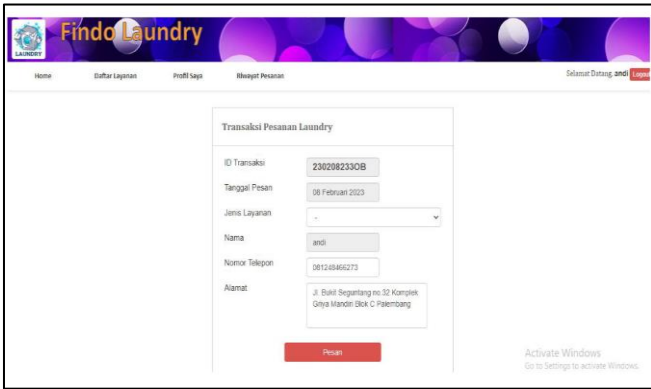 LAUNDRY
Findo Laundry
Home Daftar Layanan Profil Saya Riwayat Pesanan Selamat Datang, andi Logout
Transaksi Pesanan Laundry
ID Transaksi 230208233OB
Tanggal Pesan 08 Februari 2023
Jenis Layanan -
Nama andi
Nomor Telepon 081248466273
Alamat Jl. Bukit Seguntang no.32 Komplek
Griya Mandiri Blok C Palembang
Pesan
Activate Windows
Go to Settings to activate Windows.